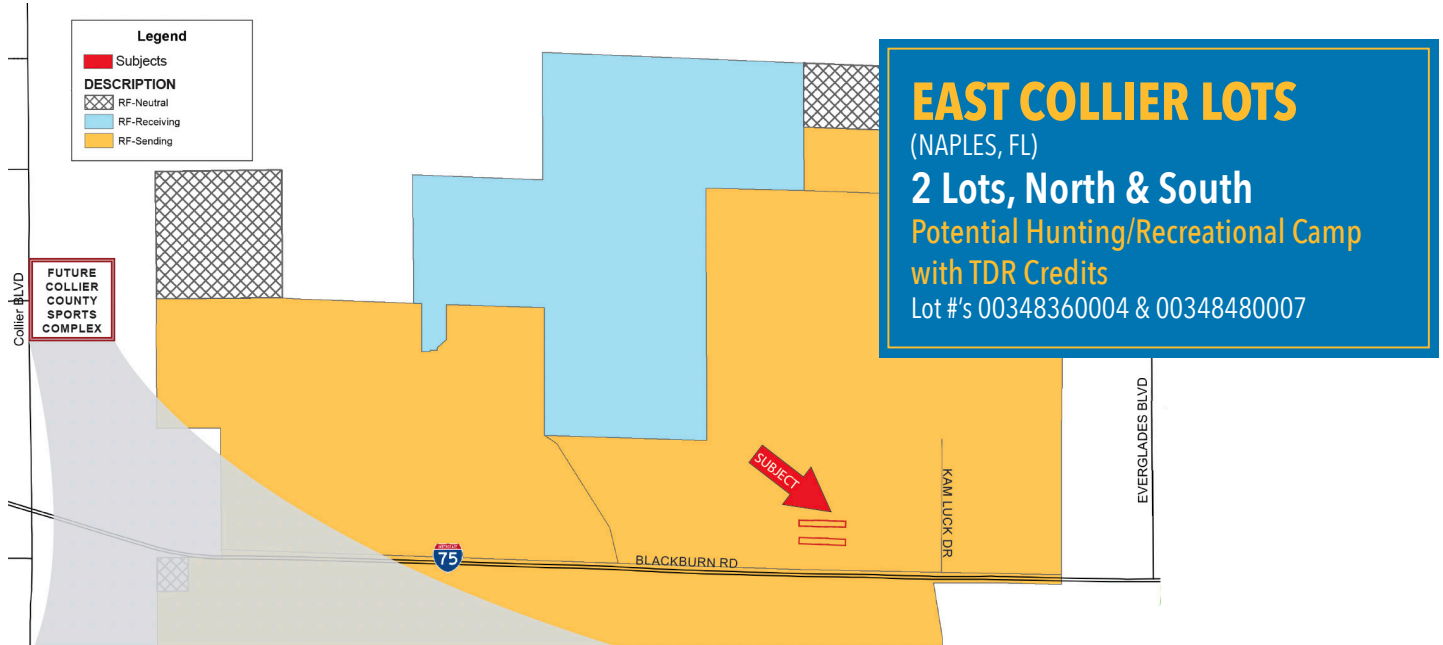 Legend
Subjects
DESCRIPTION
RF-Neutral
RF-Receiving
RF-Sending
EAST COLLIER LOTS
(NAPLES, FL)
2 Lots, North & South
Potential Hunting/Recreational Camp
with TDR Credits
Lot #'s 00348360004 & 00348480007
Collier BLVD
FUTURE
COLLIER
COUNTY
SPORTS
COMPLEX
SUBJECT
KAM LUCK DR
EVERGLADES BLVD
75
BLACKBURN RD